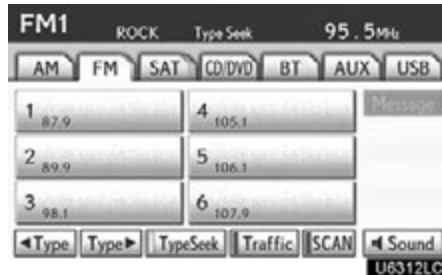 FM1 ROCK Type Seek 95.5MHz
AM FM SAT CD/DVD BT AUX USB
1 87.9 4 105.1 Message
2 89.9 5 106.1
3 98.1 6 107.9
◄Type Type► TypeSeek Traffic SCAN Sound
U6312LC